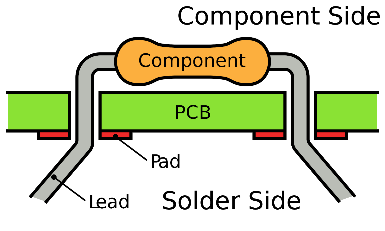 Component Side
Component
PCB
Pad
Lead
Solder Side